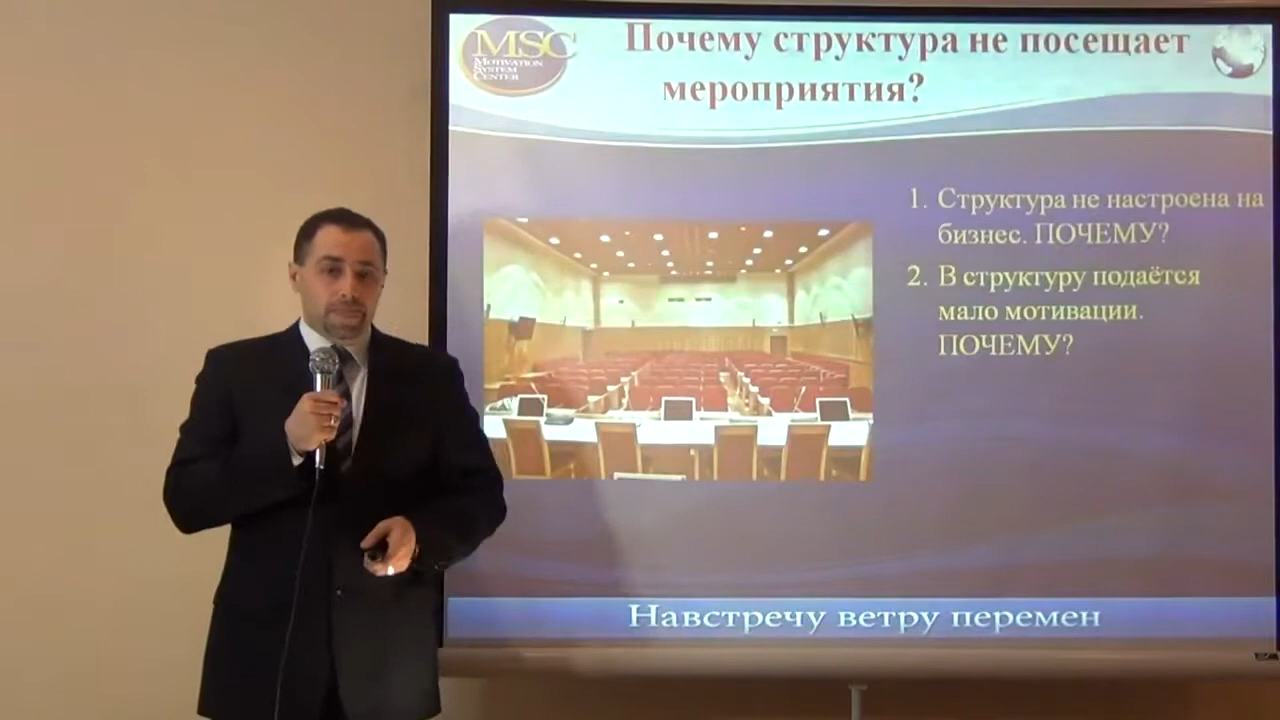 MSC
MOTIVATION
SYSTEM
CENTER
Почему структура не посещает
мероприятия?
1. Структура не настроена на
бизнес. ПОЧЕМУ?
2. В структуру подаётся
мало мотивации.
ПОЧЕМУ?
Навстречу ветру перемен